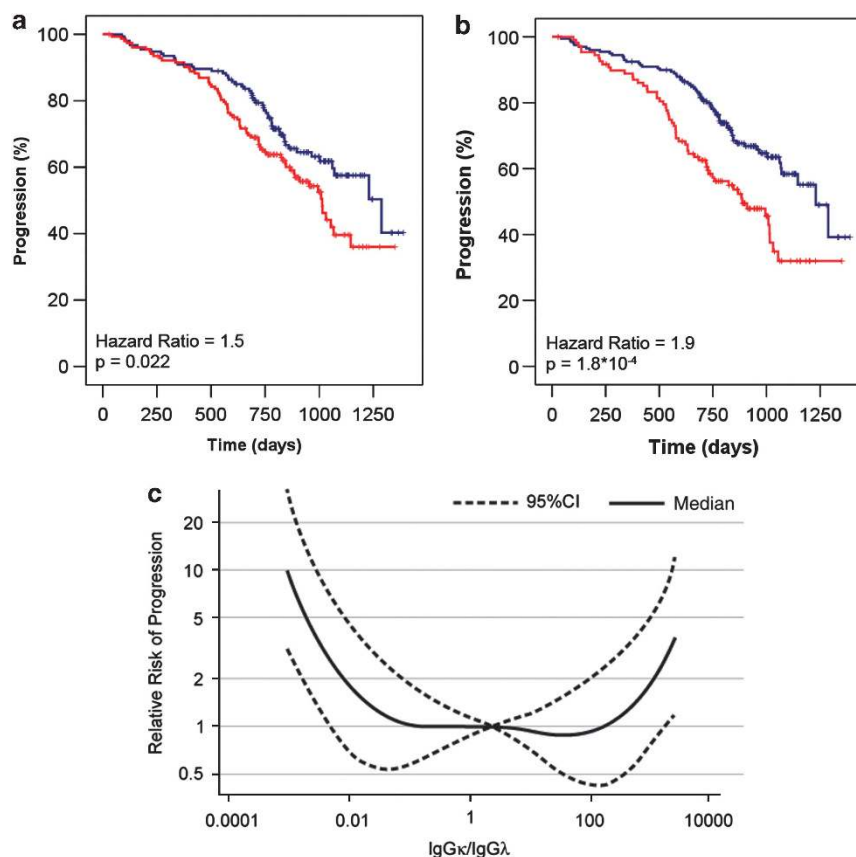 a
Progression (%)
100
80
60
40
20
0
Hazard Ratio = 1.5
p = 0.022
0 250 500 750 1000 1250
Time (days)
b
Progression (%)
100
80
60
40
20
0
Hazard Ratio = 1.9
p = 1.8*10⁻⁴
0 250 500 750 1000 1250
Time (days)
c
95%CI Median
Relative Risk of Progression
20
10
5
2
1
0.5
0.0001 0.01 1 100 10000
IgGκ/IgGλ